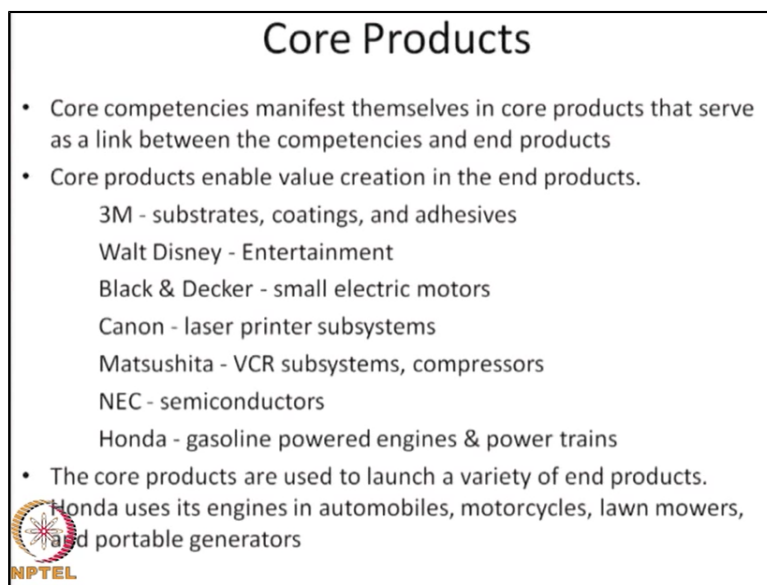 Core Products
• Core competencies manifest themselves in core products that serve
as a link between the competencies and end products
• Core products enable value creation in the end products.
3M - substrates, coatings, and adhesives
Walt Disney - Entertainment
Black & Decker - small electric motors
Canon - laser printer subsystems
Matsushita - VCR subsystems, compressors
NEC - semiconductors
Honda - gasoline powered engines & power trains
• The core products are used to launch a variety of end products.
Honda uses its engines in automobiles, motorcycles, lawn mowers,
and portable generators
NPTEL